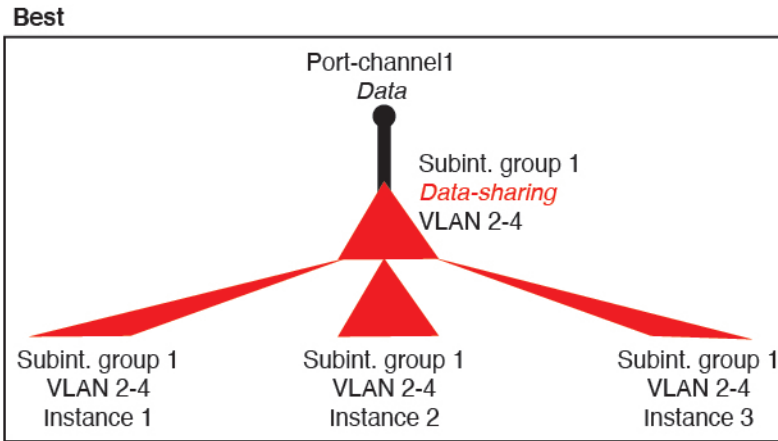 Best
Port-channel1
Data
Subint. group 1
Data-sharing
VLAN 2-4
Subint. group 1
VLAN 2-4
Instance 1
Subint. group 1
VLAN 2-4
Instance 2
Subint. group 1
VLAN 2-4
Instance 3